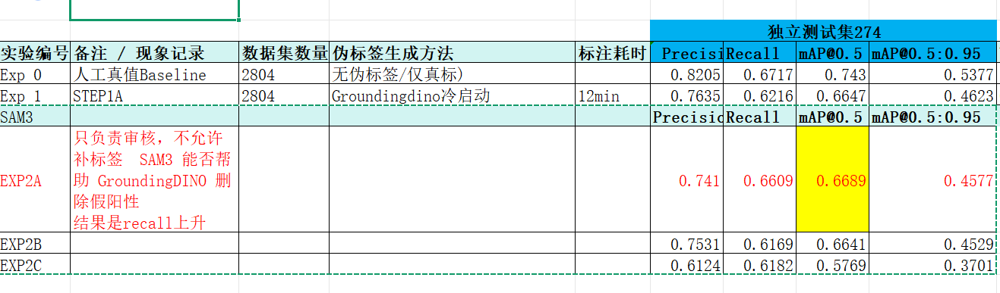 独立测试集274
实验编号 备注 / 现象记录 数据集数量 伪标签生成方法 标注耗时 Precisi Recall mAP@0.5 mAP@0.5:0.95
Exp 0 人工真值Baseline 2804 无伪标签/仅真标) 0.8205 0.6717 0.743 0.5377
Exp 1 STEP1A 2804 Groundingdino冷启动 12min 0.7635 0.6216 0.6647 0.4623
SAM3 Precisic Recall mAP@0.5 mAP@0.5:0.95
只负责审核，不允许
补标签 SAM3 能否帮
EXP2A 助 GroundingDINO 删 0.741 0.6609 0.6689 0.4577
除假阳性
结果是recall上升
EXP2B 0.7531 0.6169 0.6641 0.4529
EXP2C 0.6124 0.6182 0.5769 0.3701